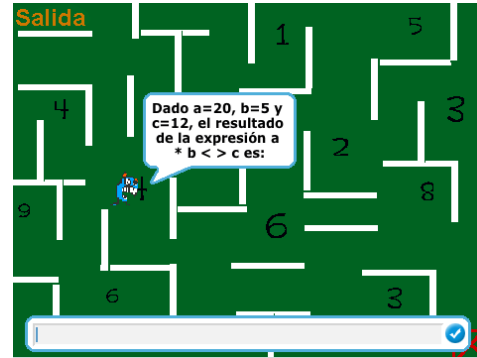 Salida
5
1
3
4
Dado a=20, b=5 y
c=12, el resultado
de la expresión a
* b < > c es:
2
4
8
9
6
6
3